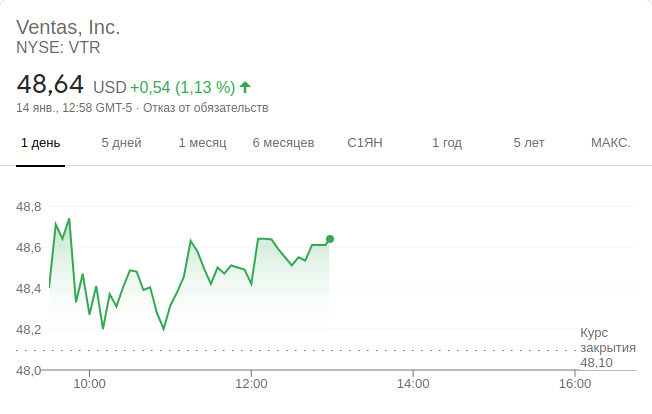 Ventas, Inc.
NYSE: VTR
48,64 USD +0,54 (1,13 %)
14 янв., 12:58 GMT-5 · Отказ от обязательств
1 день 5 дней 1 месяц 6 месяцев С1ЯН 1 год 5 лет МАКС.
48,8
48,6
48,4
48,2
Курс
закрытия
48,10
48,0
10:00 12:00 14:00 16:00